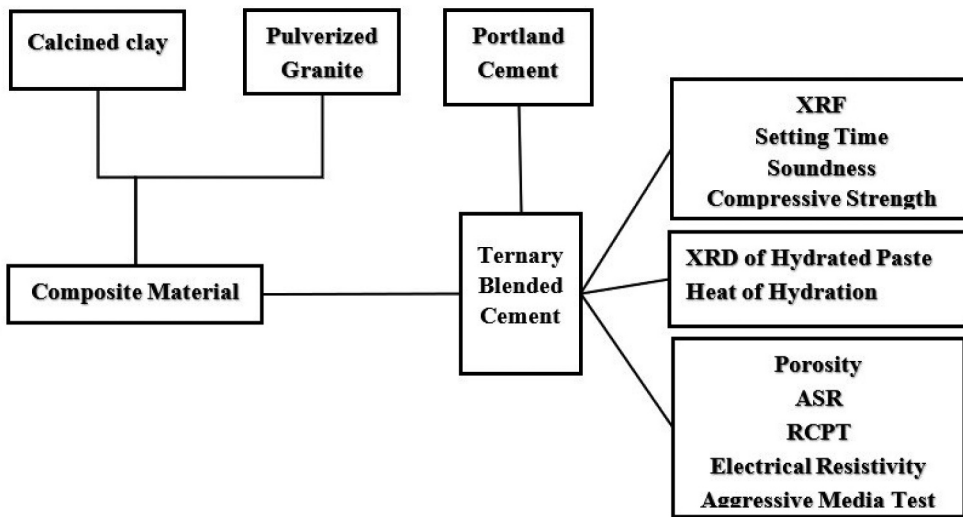 Calcined clay
Pulverized
Granite
Portland
Cement
XRF
Setting Time
Soundness
Compressive Strength
Ternary
Blended
Cement
Composite Material
XRD of Hydrated Paste
Heat of Hydration
Porosity
ASR
RCPT
Electrical Resistivity
Aggressive Media Test